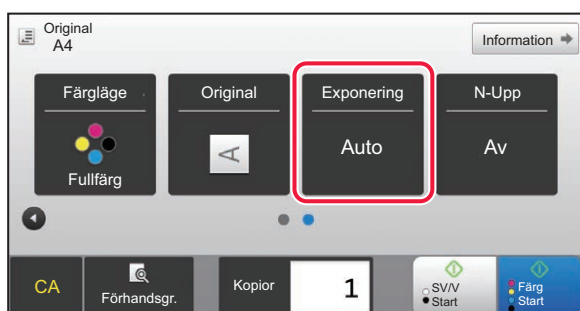 Original
A4
Information
Färgläge
Original
Exponering
N-Upp
A
Auto
Av
Fullfärg
CA
Förhandsgr.
Kopior
1
SV/V
Start
Färg
Start